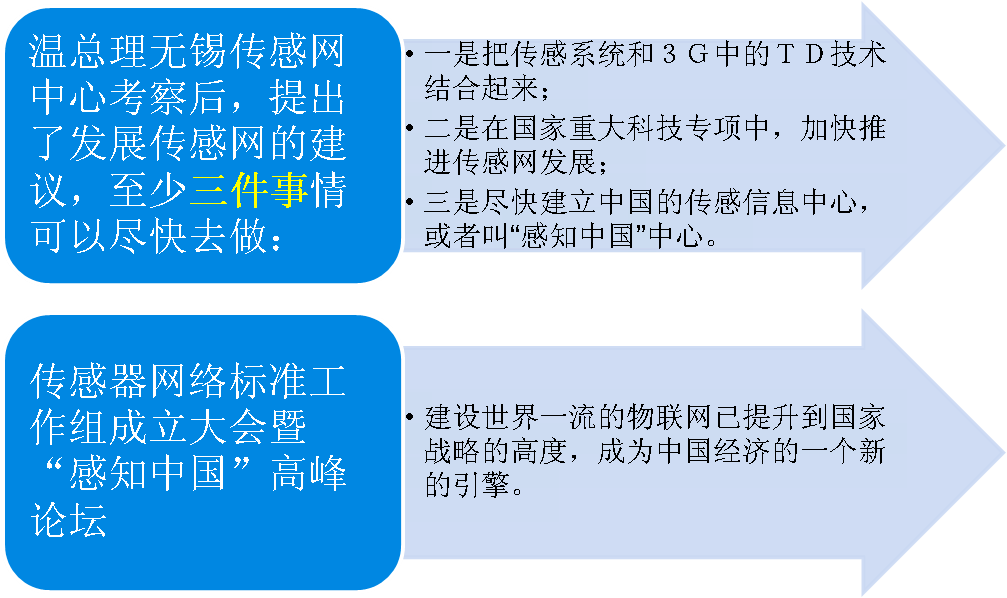 温总理无锡传感网
中心考察后，提出
了发展传感网的建
议，至少三件事情
可以尽快去做：
• 一是把传感系统和３Ｇ中的ＴＤ技术
结合起来；
• 二是在国家重大科技专项中，加快推
进传感网发展；
• 三是尽快建立中国的传感信息中心，
或者叫“感知中国”中心。
传感器网络标准工
作组成立大会暨
“感知中国”高峰
论坛
• 建设世界一流的物联网已提升到国家
战略的高度，成为中国经济的一个新
的引擎。